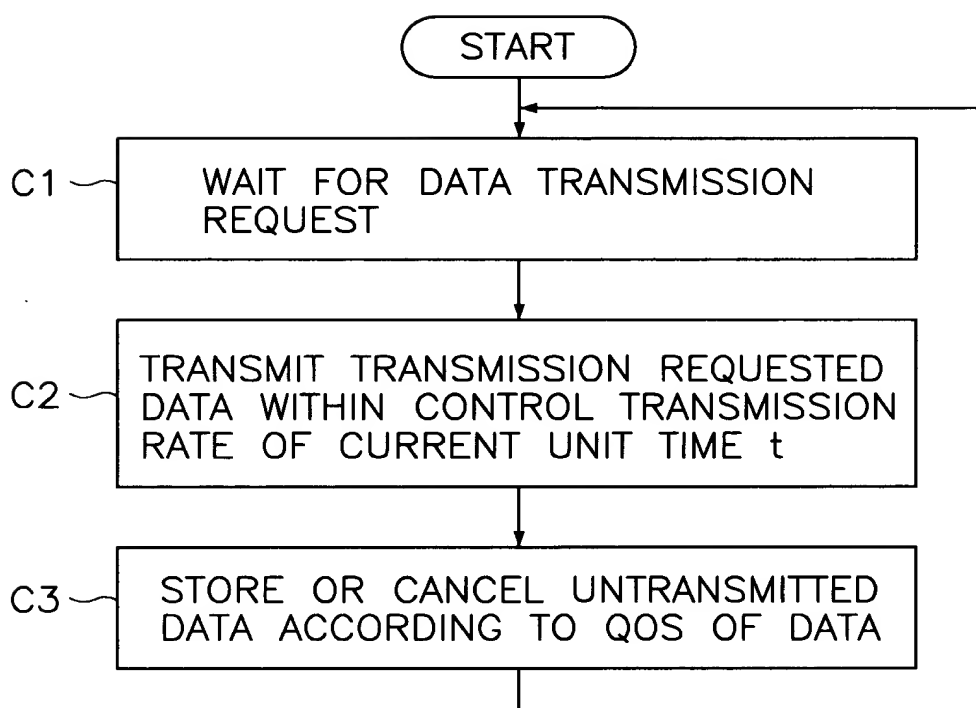 START
C1
WAIT FOR DATA TRANSMISSION
REQUEST
C2
TRANSMIT TRANSMISSION REQUESTED
DATA WITHIN CONTROL TRANSMISSION
RATE OF CURRENT UNIT TIME t
C3
STORE OR CANCEL UNTRANSMITTED
DATA ACCORDING TO QOS OF DATA